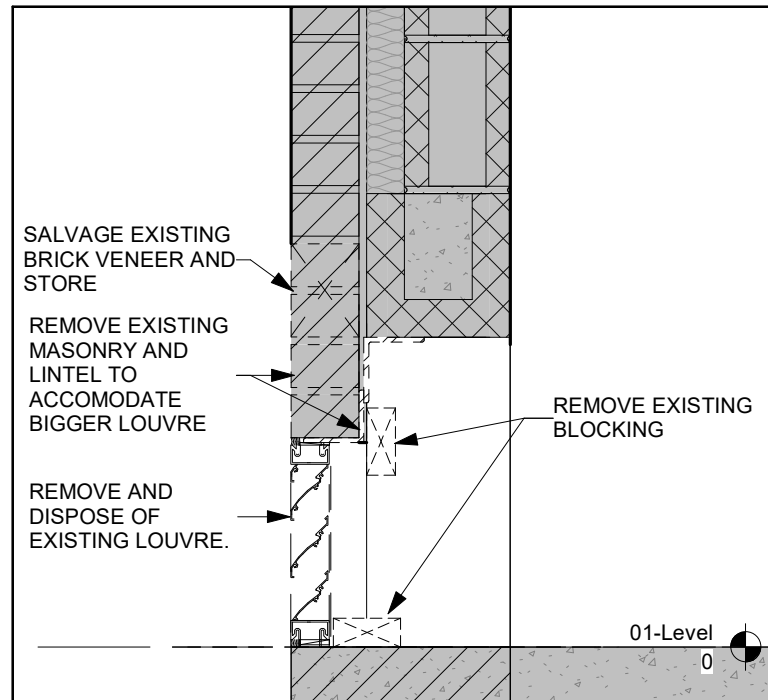 SALVAGE EXISTING
BRICK VENEER AND
STORE
REMOVE EXISTING
MASONRY AND
LINTEL TO
ACCOMODATE
BIGGER LOUVRE
REMOVE AND
DISPOSE OF
EXISTING LOUVRE.
REMOVE EXISTING
BLOCKING
01-Level
0